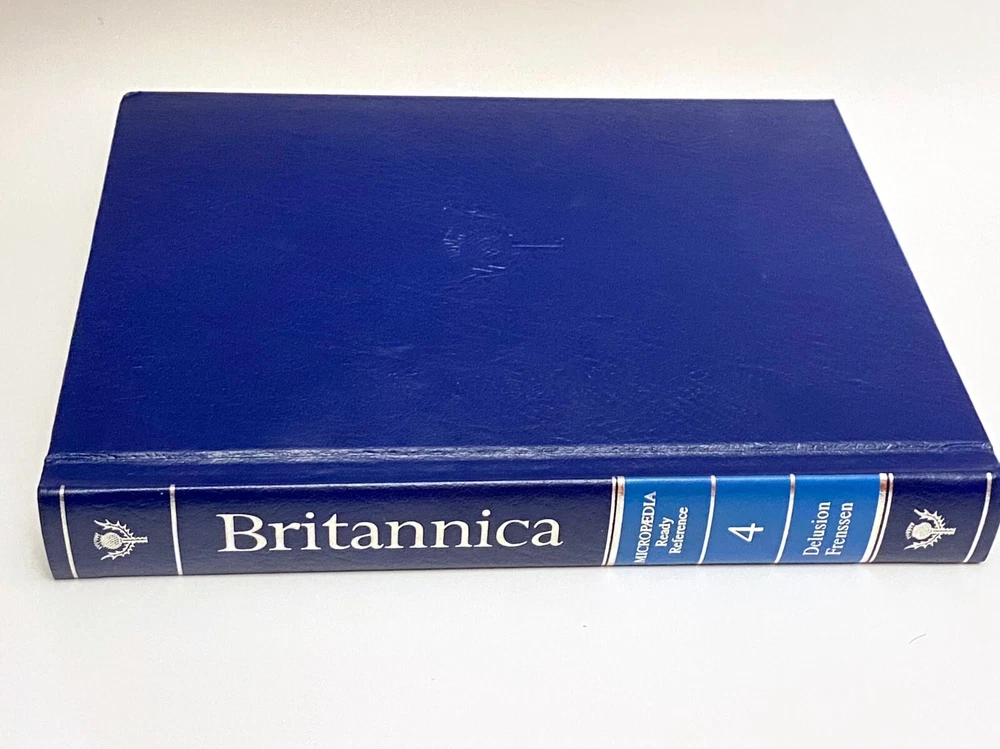 Britannica
MICROPÆDIA
Ready
Reference
4
Delusion
Frenssen